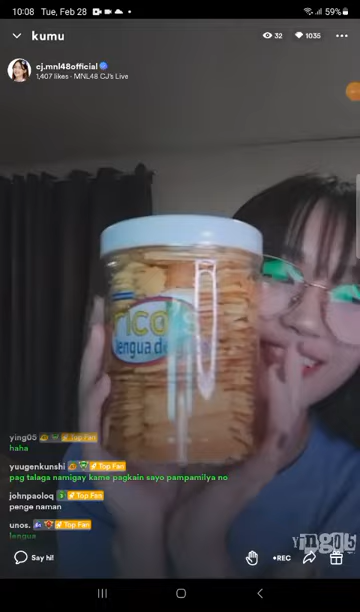 10:08 Tue, Feb 28
59%
kumu
32
1035
cj.mnl48official
1,407 likes · MNL48 CJ's Live
rico's
lengua de
ying05 Top Fan
haha
yuugenkunshi Top Fan
pag talaga namigay kame pagkain sayo pampamilya no
johnpaoloq Top Fan
penge naman
unos. Top Fan
lengua
Say hi!
•REC